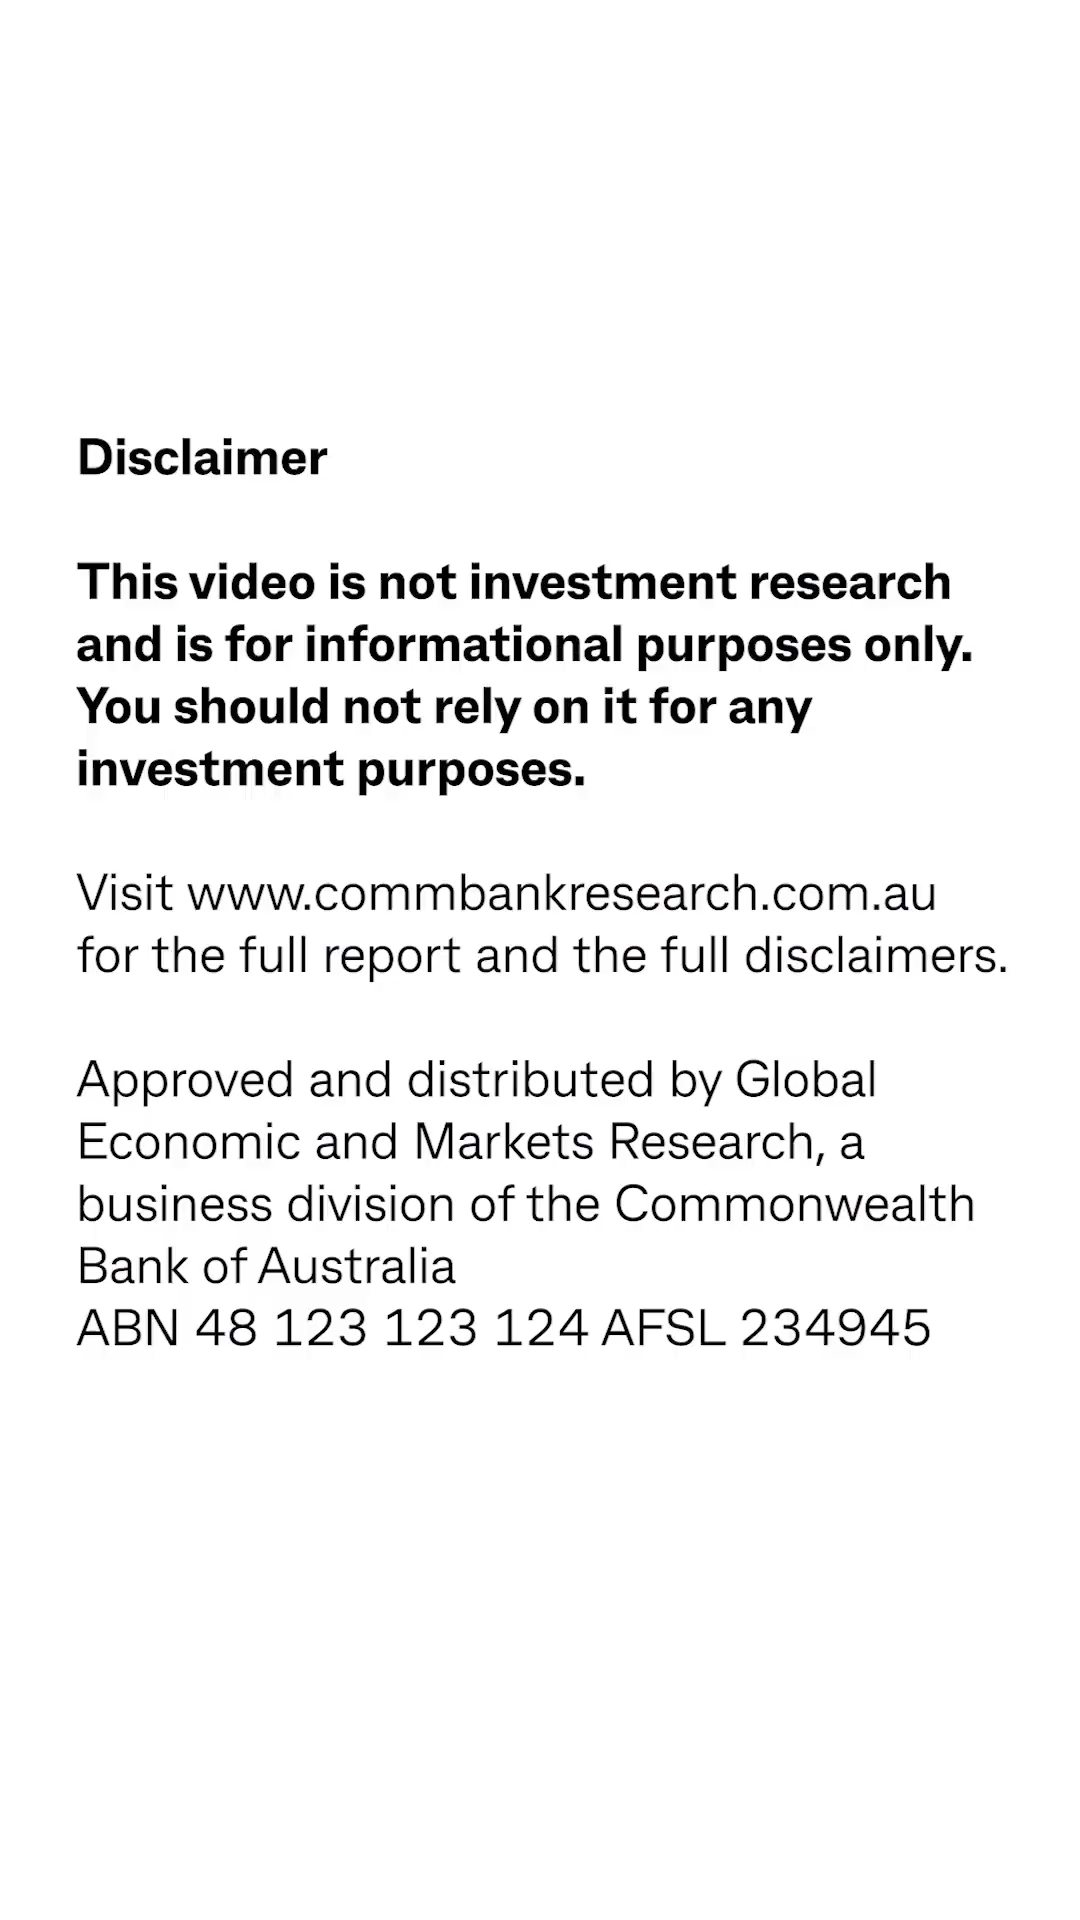 Disclaimer
This video is not investment research
and is for informational purposes only.
You should not rely on it for any
investment purposes.
Visit www.commbankresearch.com.au
for the full report and the full disclaimers.
Approved and distributed by Global
Economic and Markets Research, a
business division of the Commonwealth
Bank of Australia
ABN 48 123 123 124 AFSL 234945